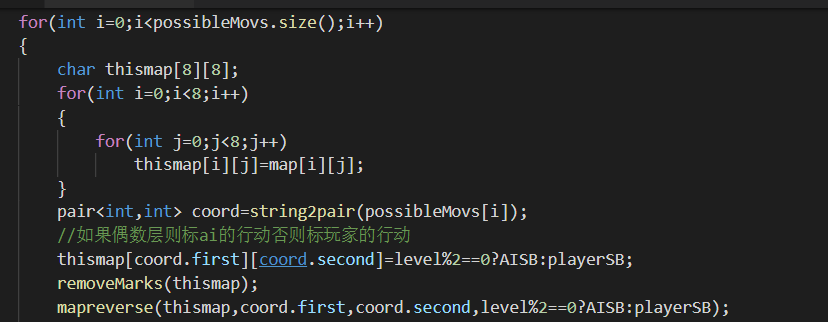 for(int i=0;i<possibleMovs.size();i++)
{
char thismap[8][8];
for(int i=0;i<8;i++)
{
for(int j=0;j<8;j++)
thismap[i][j]=map[i][j];
}
pair<int,int> coord=string2pair(possibleMovs[i]);
//如果偶数层则标ai的行动否则标玩家的行动
thismap[coord.first][coord.second]=level%2==0?AISB:playerSB;
removeMarks(thismap);
mapreverse(thismap,coord.first,coord.second,level%2==0?AISB:playerSB);